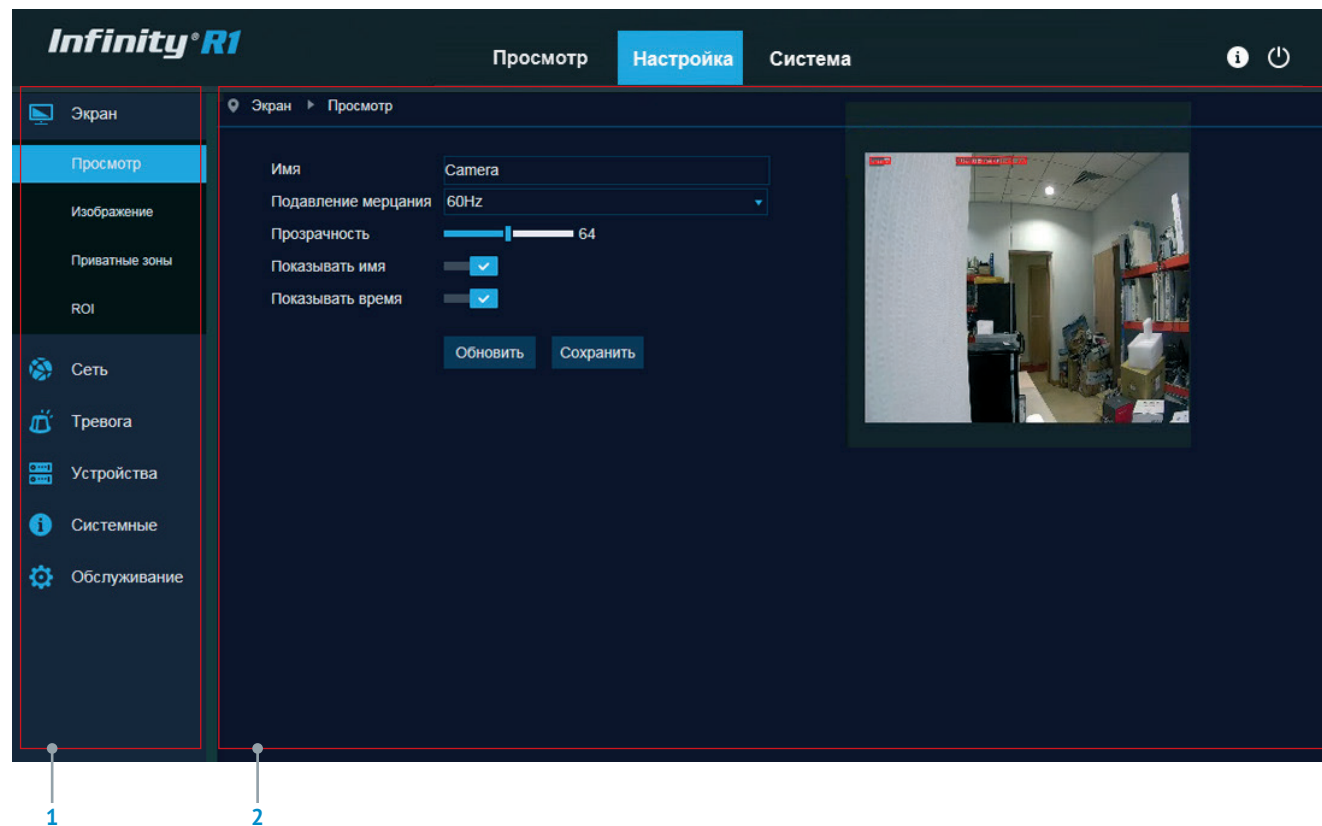 Infinity® R1
Просмотр Настройка Система
Экран
Просмотр
Изображение
Приватные зоны
ROI
Сеть
Тревога
Устройства
Системные
Обслуживание
Экран Просмотр
Имя Camera
Подавление мерцания 60Hz
Прозрачность 64
Показывать имя
Показывать время
Обновить Сохранить
1 2